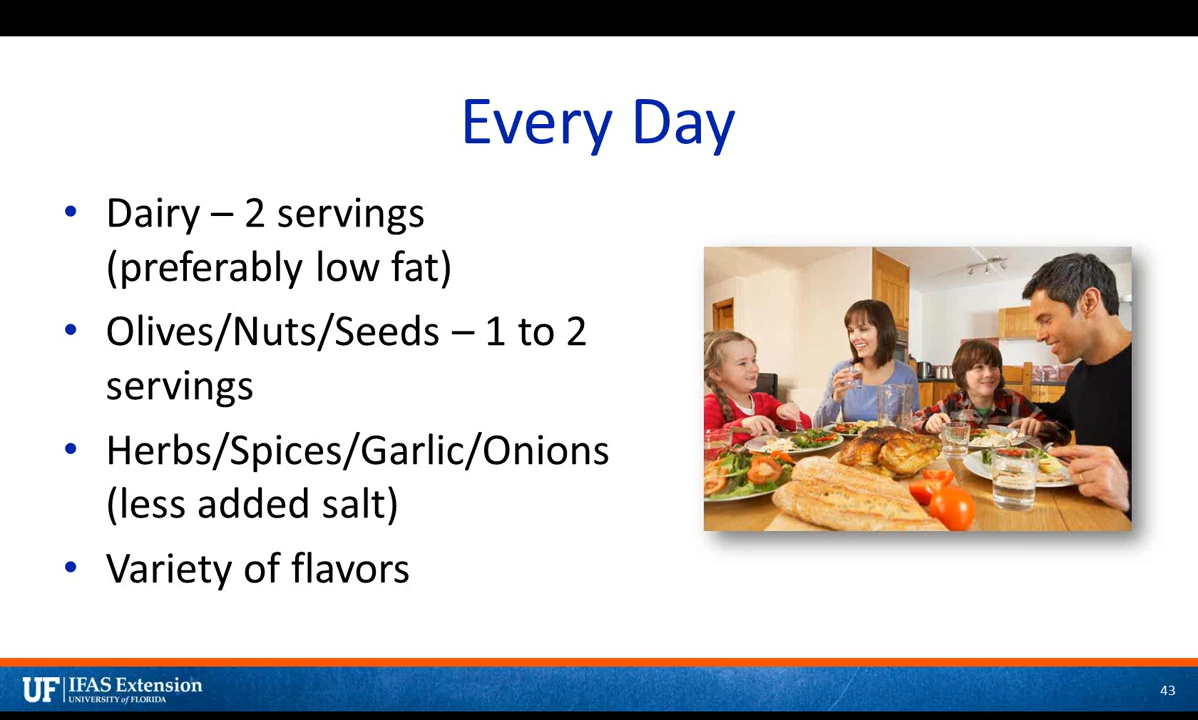 Every Day
• Dairy – 2 servings
(preferably low fat)
• Olives/Nuts/Seeds – 1 to 2
servings
• Herbs/Spices/Garlic/Onions
(less added salt)
• Variety of flavors
UF IFAS Extension
UNIVERSITY of FLORIDA
43